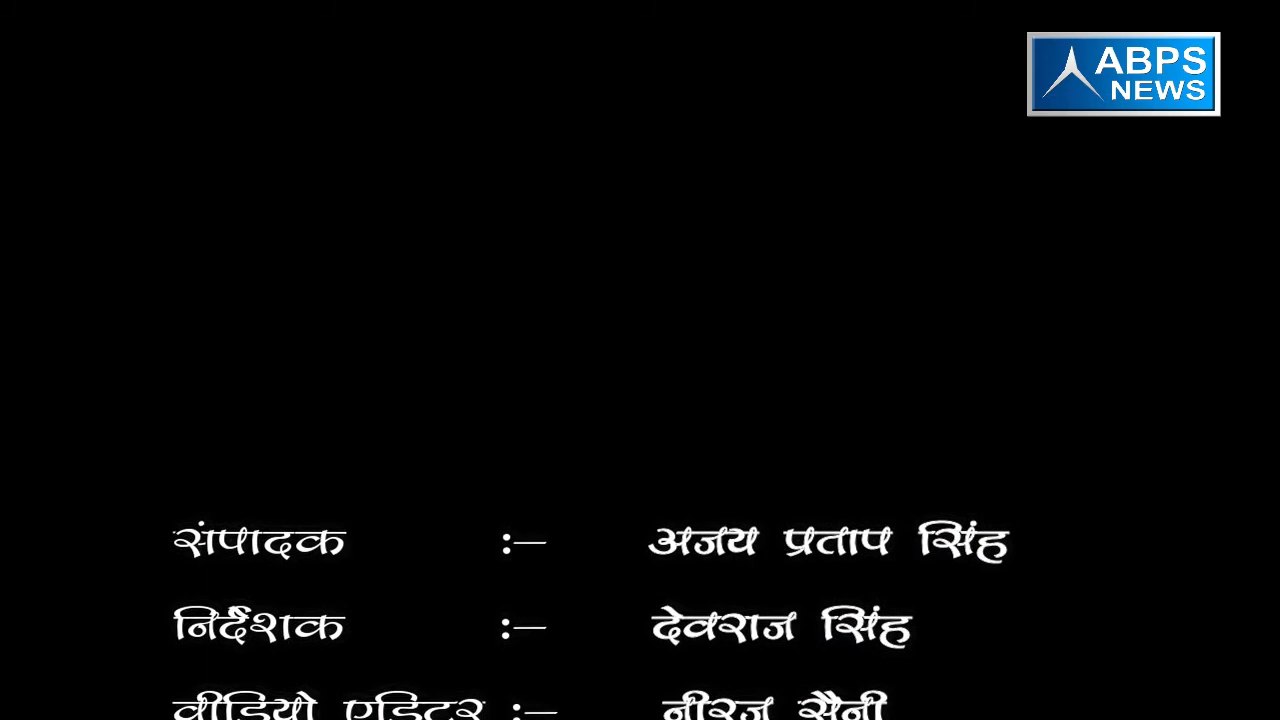 ABPS
NEWS
संपादक :– अजय प्रताप सिंह
निर्देशक :– देवराज सिंह
वीडियो एडिटर :– नीरज सैनी